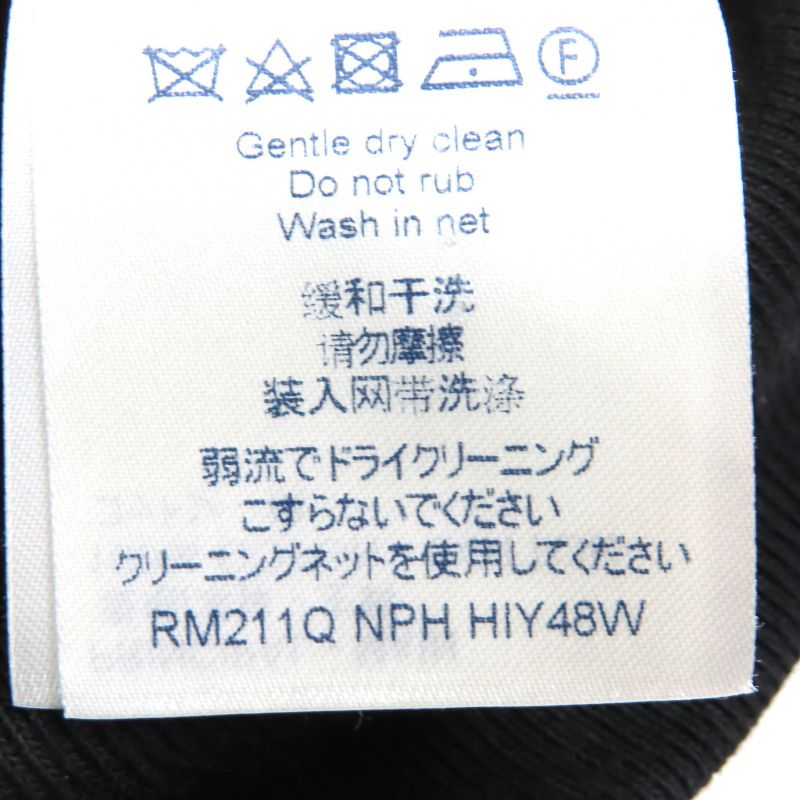 F
Gentle dry clean
Do not rub
Wash in net
缓和干洗
请勿摩擦
装入网带洗涤
弱流でドライクリーニング
こすらないでください
クリーニングネットを使用してください
RM211Q NPH HIY48W